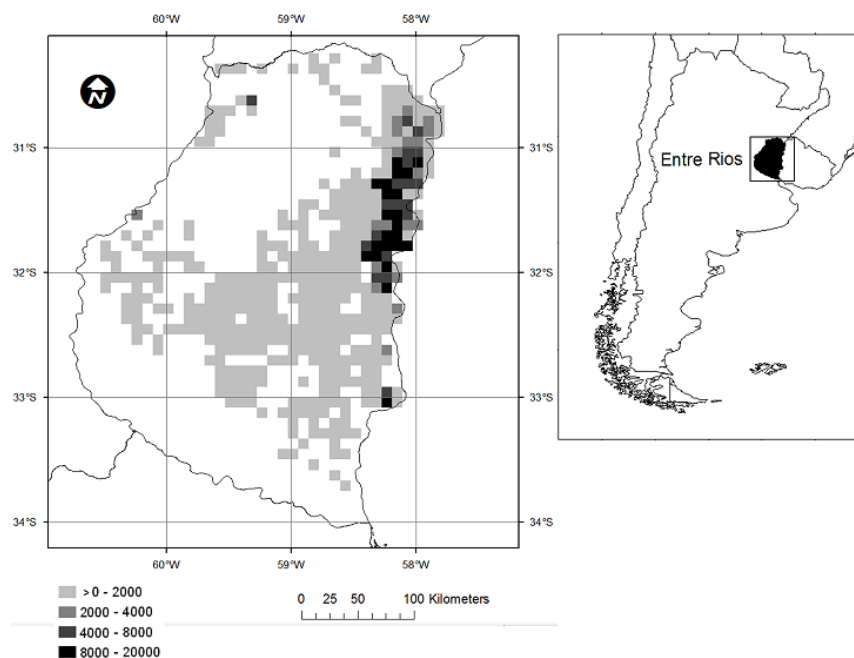 60°W 59°W 58°W
N
31°S 31°S
Entre Rios
32°S 32°S
33°S 33°S
34°S 34°S
60°W 59°W 58°W
>0 - 2000
2000 - 4000
4000 - 8000
8000 - 20000
0 25 50 100 Kilometers